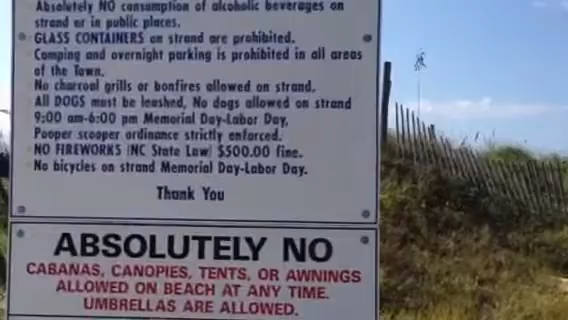 Absolutely NO consumption of alcoholic beverages on
strand or in public places.
GLASS CONTAINERS on strand are prohibited.
Camping and overnight parking is prohibited in all areas
of the Town.
No charcoal grills or bonfires allowed on strand.
All DOGS must be leashed, No dogs allowed on strand
9:00 am-6:00 pm Memorial Day-Labor Day.
Pooper scooper ordinance strictly enforced.
NO FIREWORKS (NC State Law) $500.00 fine.
No bicycles on strand Memorial Day-Labor Day.
Thank You
ABSOLUTELY NO
CABANAS, CANOPIES, TENTS, OR AWNINGS
ALLOWED ON BEACH AT ANY TIME.
UMBRELLAS ARE ALLOWED.